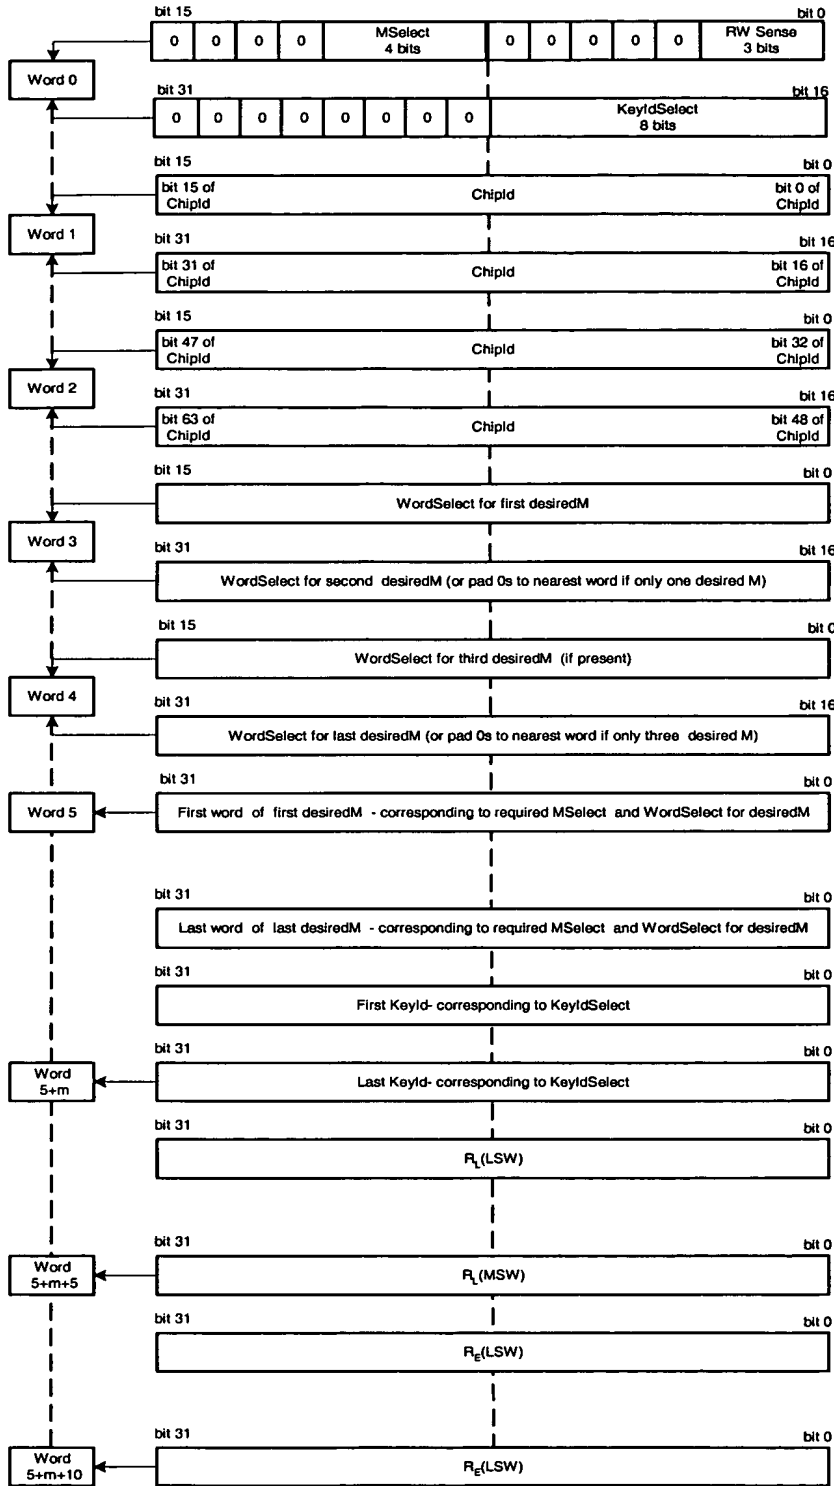 bit 15
bit 0
0 0 0 0 MSelect 4 bits 0 0 0 0 0 RW Sense 3 bits
Word 0
bit 31
bit 16
0 0 0 0 0 0 0 0 KeyIdSelect 8 bits
bit 15
bit 0
bit 15 of ChipId ChipId bit 0 of ChipId
Word 1
bit 31
bit 16
bit 31 of ChipId ChipId bit 16 of ChipId
bit 15
bit 0
bit 47 of ChipId ChipId bit 32 of ChipId
Word 2
bit 31
bit 16
bit 63 of ChipId ChipId bit 48 of ChipId
bit 15
bit 0
WordSelect for first desiredM
Word 3
bit 31
bit 16
WordSelect for second desiredM (or pad 0s to nearest word if only one desired M)
bit 15
bit 0
WordSelect for third desiredM (if present)
Word 4
bit 31
bit 16
WordSelect for last desiredM (or pad 0s to nearest word if only three desired M)
bit 31
bit 0
Word 5
First word of first desiredM - corresponding to required MSelect and WordSelect for desiredM
bit 31
bit 0
Last word of last desiredM - corresponding to required MSelect and WordSelect for desiredM
bit 31
bit 0
First KeyId- corresponding to KeyIdSelect
bit 31
bit 0
Word 5+m
Last KeyId- corresponding to KeyIdSelect
bit 31
bit 0
R_L(LSW)
bit 31
bit 0
Word 5+m+5
R_L(MSW)
bit 31
bit 0
R_E(LSW)
bit 31
bit 0
Word 5+m+10
R_E(LSW)